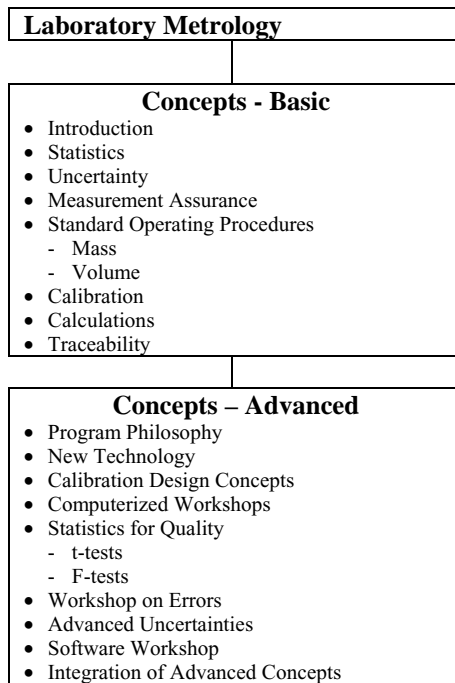 Laboratory Metrology
Concepts - Basic
• Introduction
• Statistics
• Uncertainty
• Measurement Assurance
• Standard Operating Procedures
- Mass
- Volume
• Calibration
• Calculations
• Traceability
Concepts – Advanced
• Program Philosophy
• New Technology
• Calibration Design Concepts
• Computerized Workshops
• Statistics for Quality
- t-tests
- F-tests
• Workshop on Errors
• Advanced Uncertainties
• Software Workshop
• Integration of Advanced Concepts